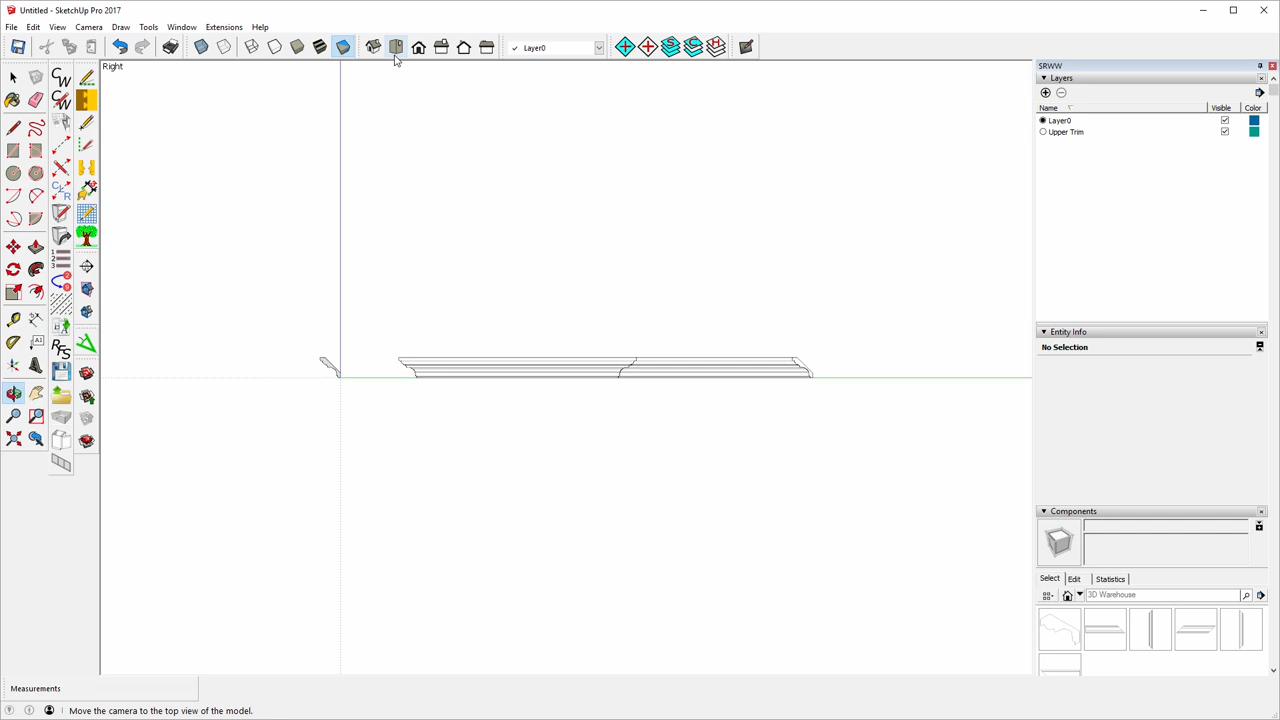 Untitled - SketchUp Pro 2017
File Edit View Camera Draw Tools Window Extensions Help
Layer0
Right
SRWW
Layers
Name Visible Color
Layer0
Upper Trim
Entity Info
No Selection
Components
Select Edit Statistics
3D Warehouse
Measurements
Move the camera to the top view of the model.